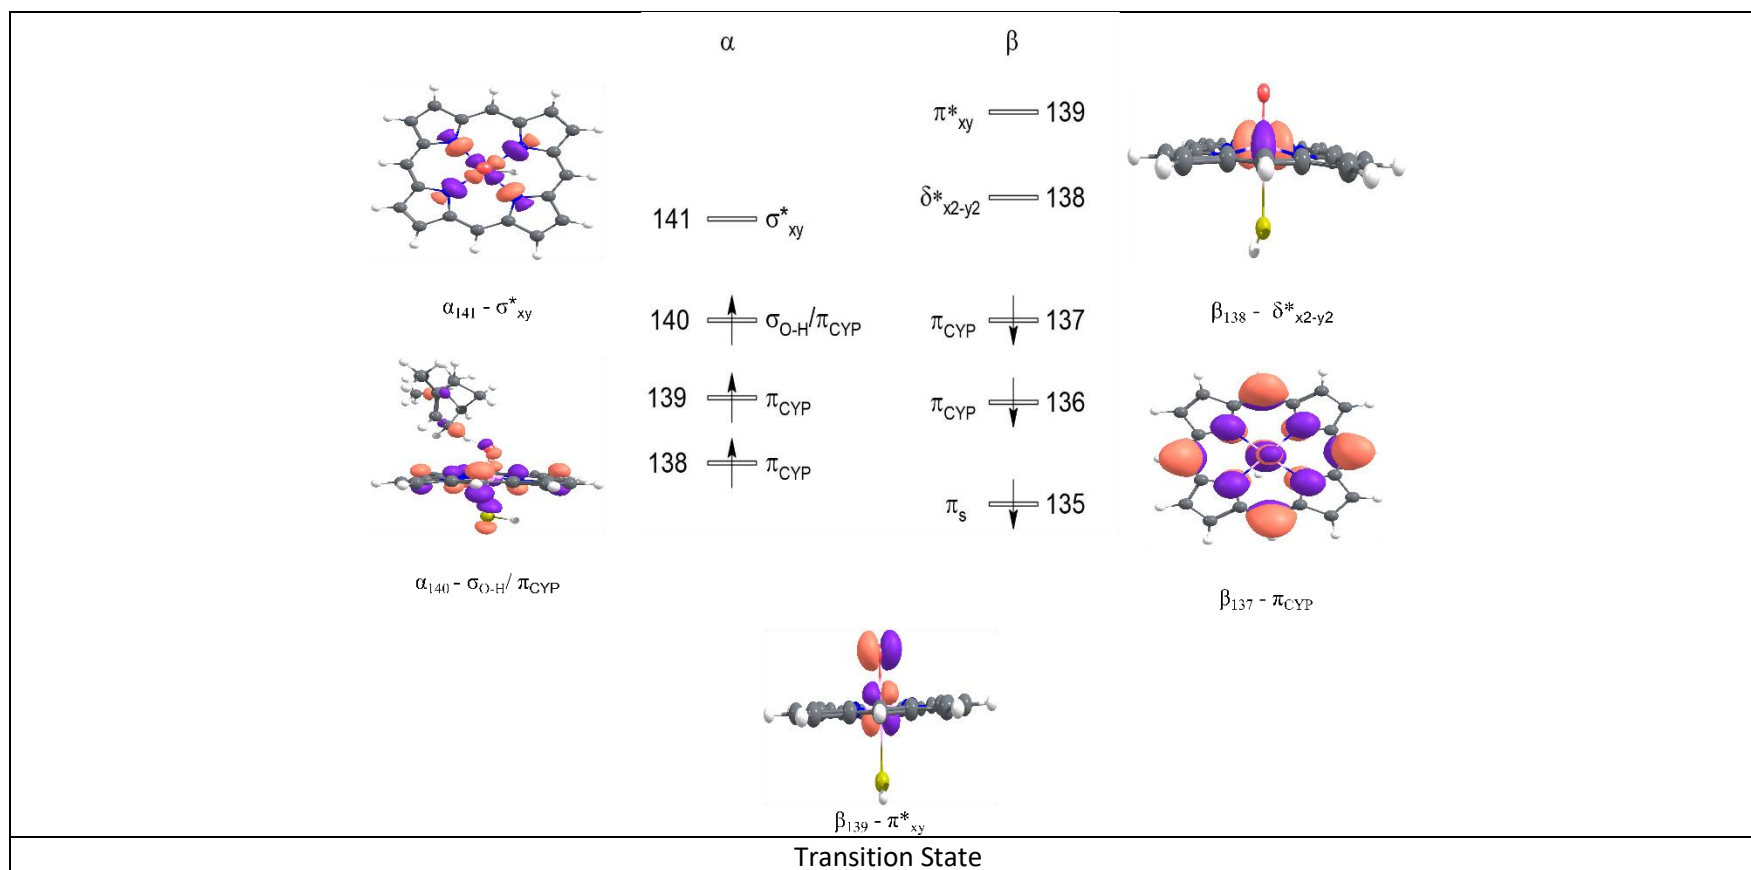 α β
π*xy 139
δ*x2-y2 138
141 σ*xy
α141 - σ*xy
140 σO-H/πCYP
πCYP 137
β138 - δ*x2-y2
139 πCYP
πCYP 136
138 πCYP
πs 135
α140 - σO-H/ πCYP
β137 - πCYP
β139 - π*xy
Transition State